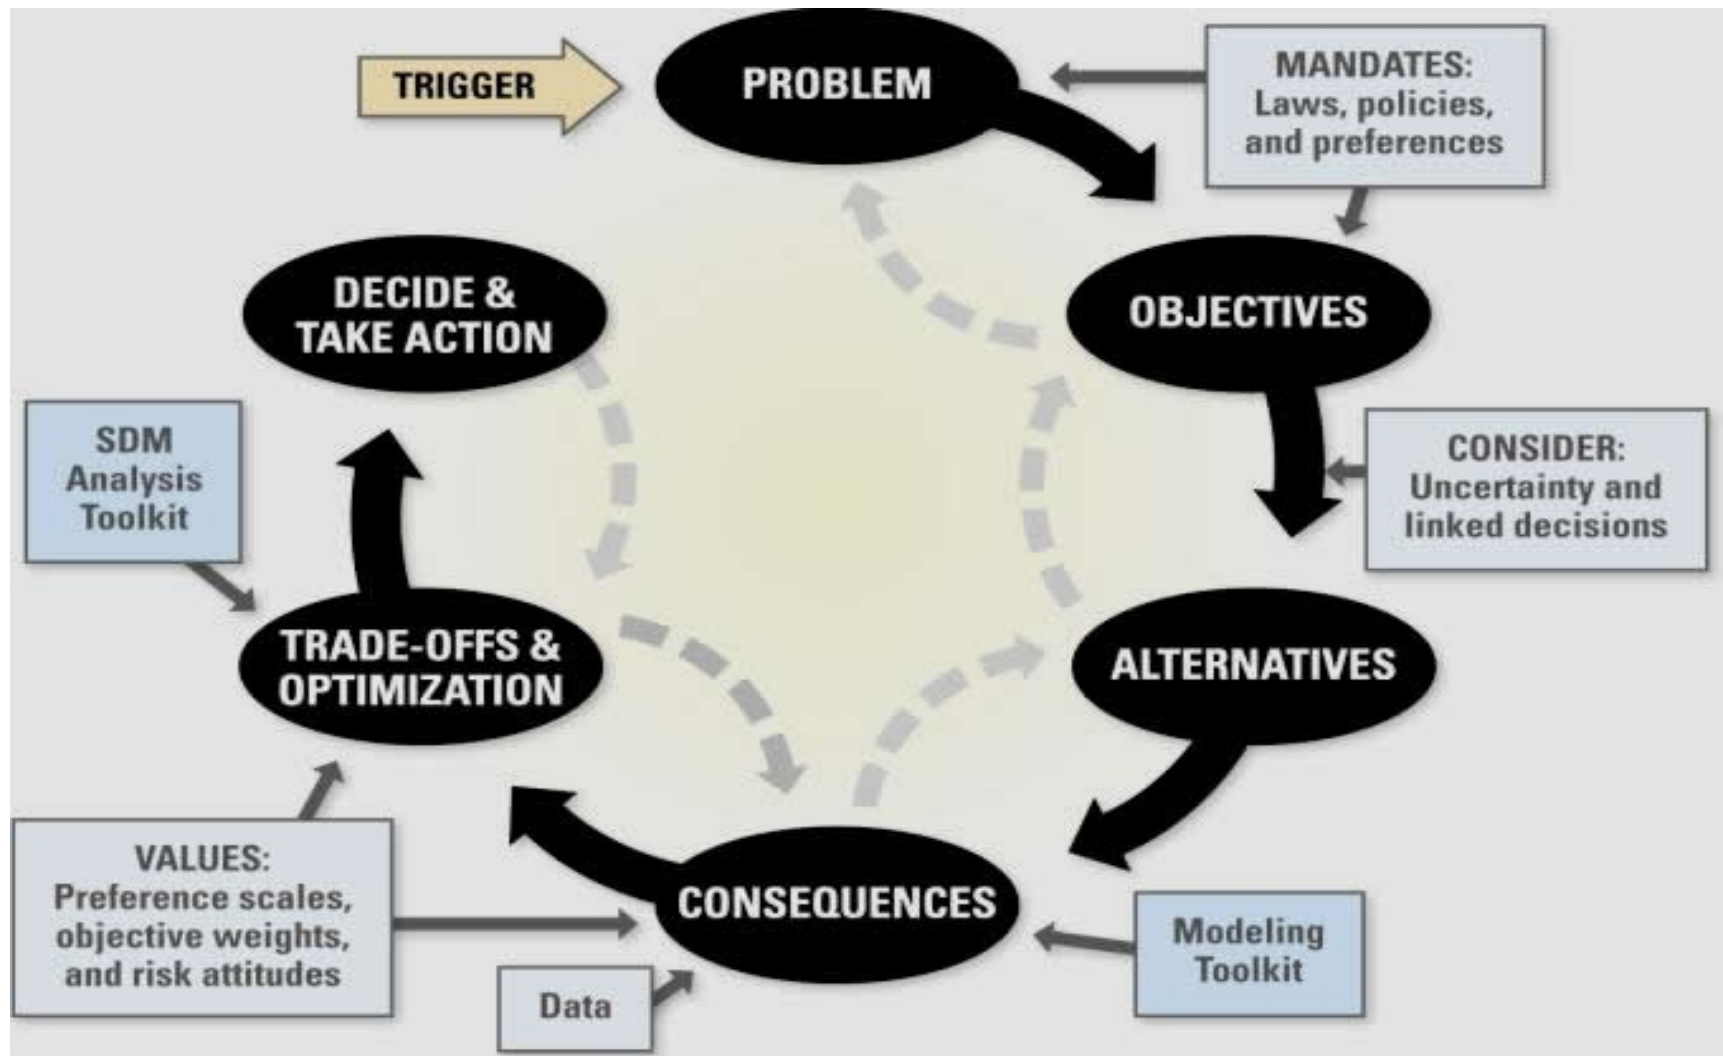 TRIGGER
PROBLEM
MANDATES:
Laws, policies,
and preferences
DECIDE &
TAKE ACTION
OBJECTIVES
SDM
Analysis
Toolkit
CONSIDER:
Uncertainty and
linked decisions
TRADE-OFFS &
OPTIMIZATION
ALTERNATIVES
VALUES:
Preference scales,
objective weights,
and risk attitudes
CONSEQUENCES
Modeling
Toolkit
Data